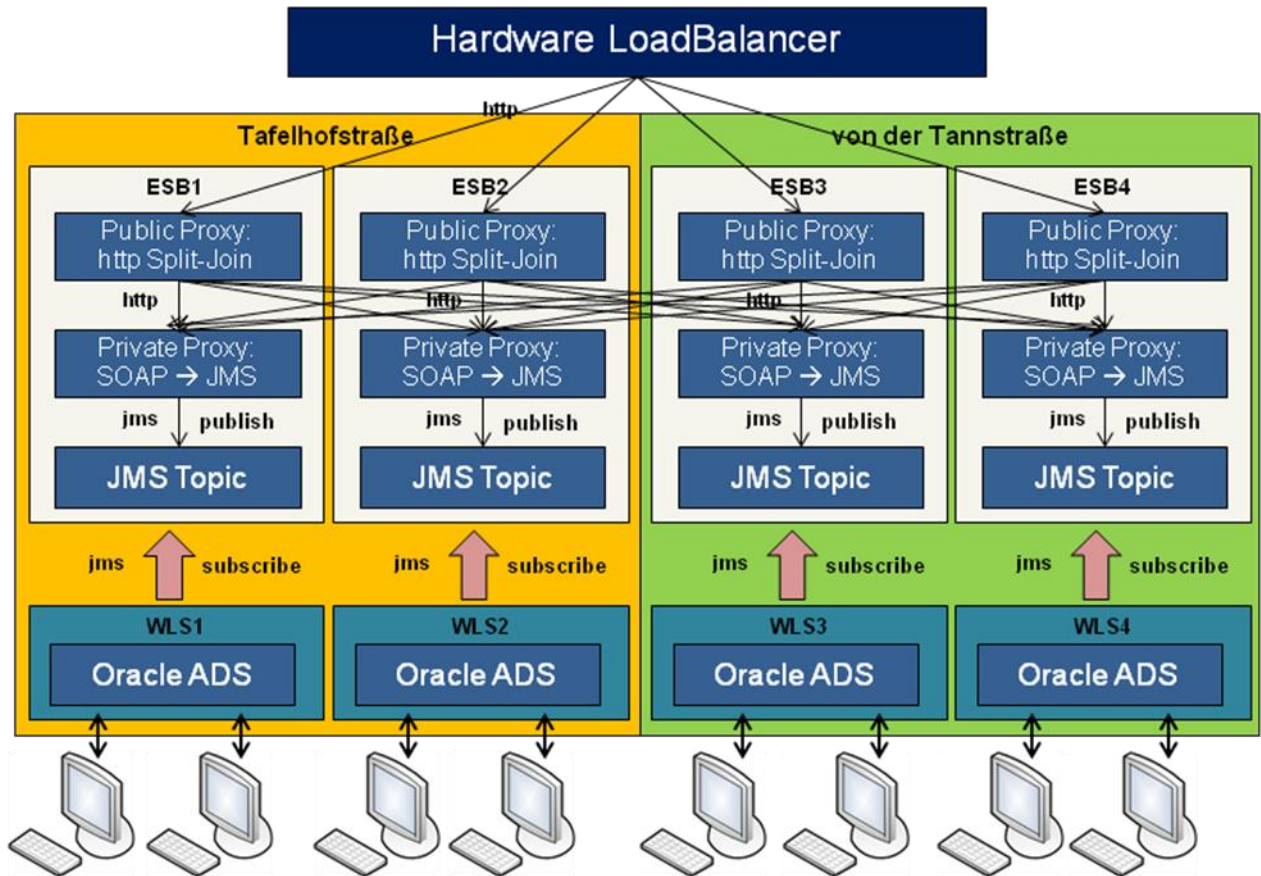 Hardware LoadBalancer
http
Tafelhofstraße
von der Tannstraße
ESB1
ESB2
ESB3
ESB4
Public Proxy:
http Split-Join
Public Proxy:
http Split-Join
Public Proxy:
http Split-Join
Public Proxy:
http Split-Join
http
http
http
http
Private Proxy:
SOAP → JMS
Private Proxy:
SOAP → JMS
Private Proxy:
SOAP → JMS
Private Proxy:
SOAP → JMS
jms publish
jms publish
jms publish
jms publish
JMS Topic
JMS Topic
JMS Topic
JMS Topic
jms subscribe
jms subscribe
jms subscribe
jms subscribe
WLS1
WLS2
WLS3
WLS4
Oracle ADS
Oracle ADS
Oracle ADS
Oracle ADS